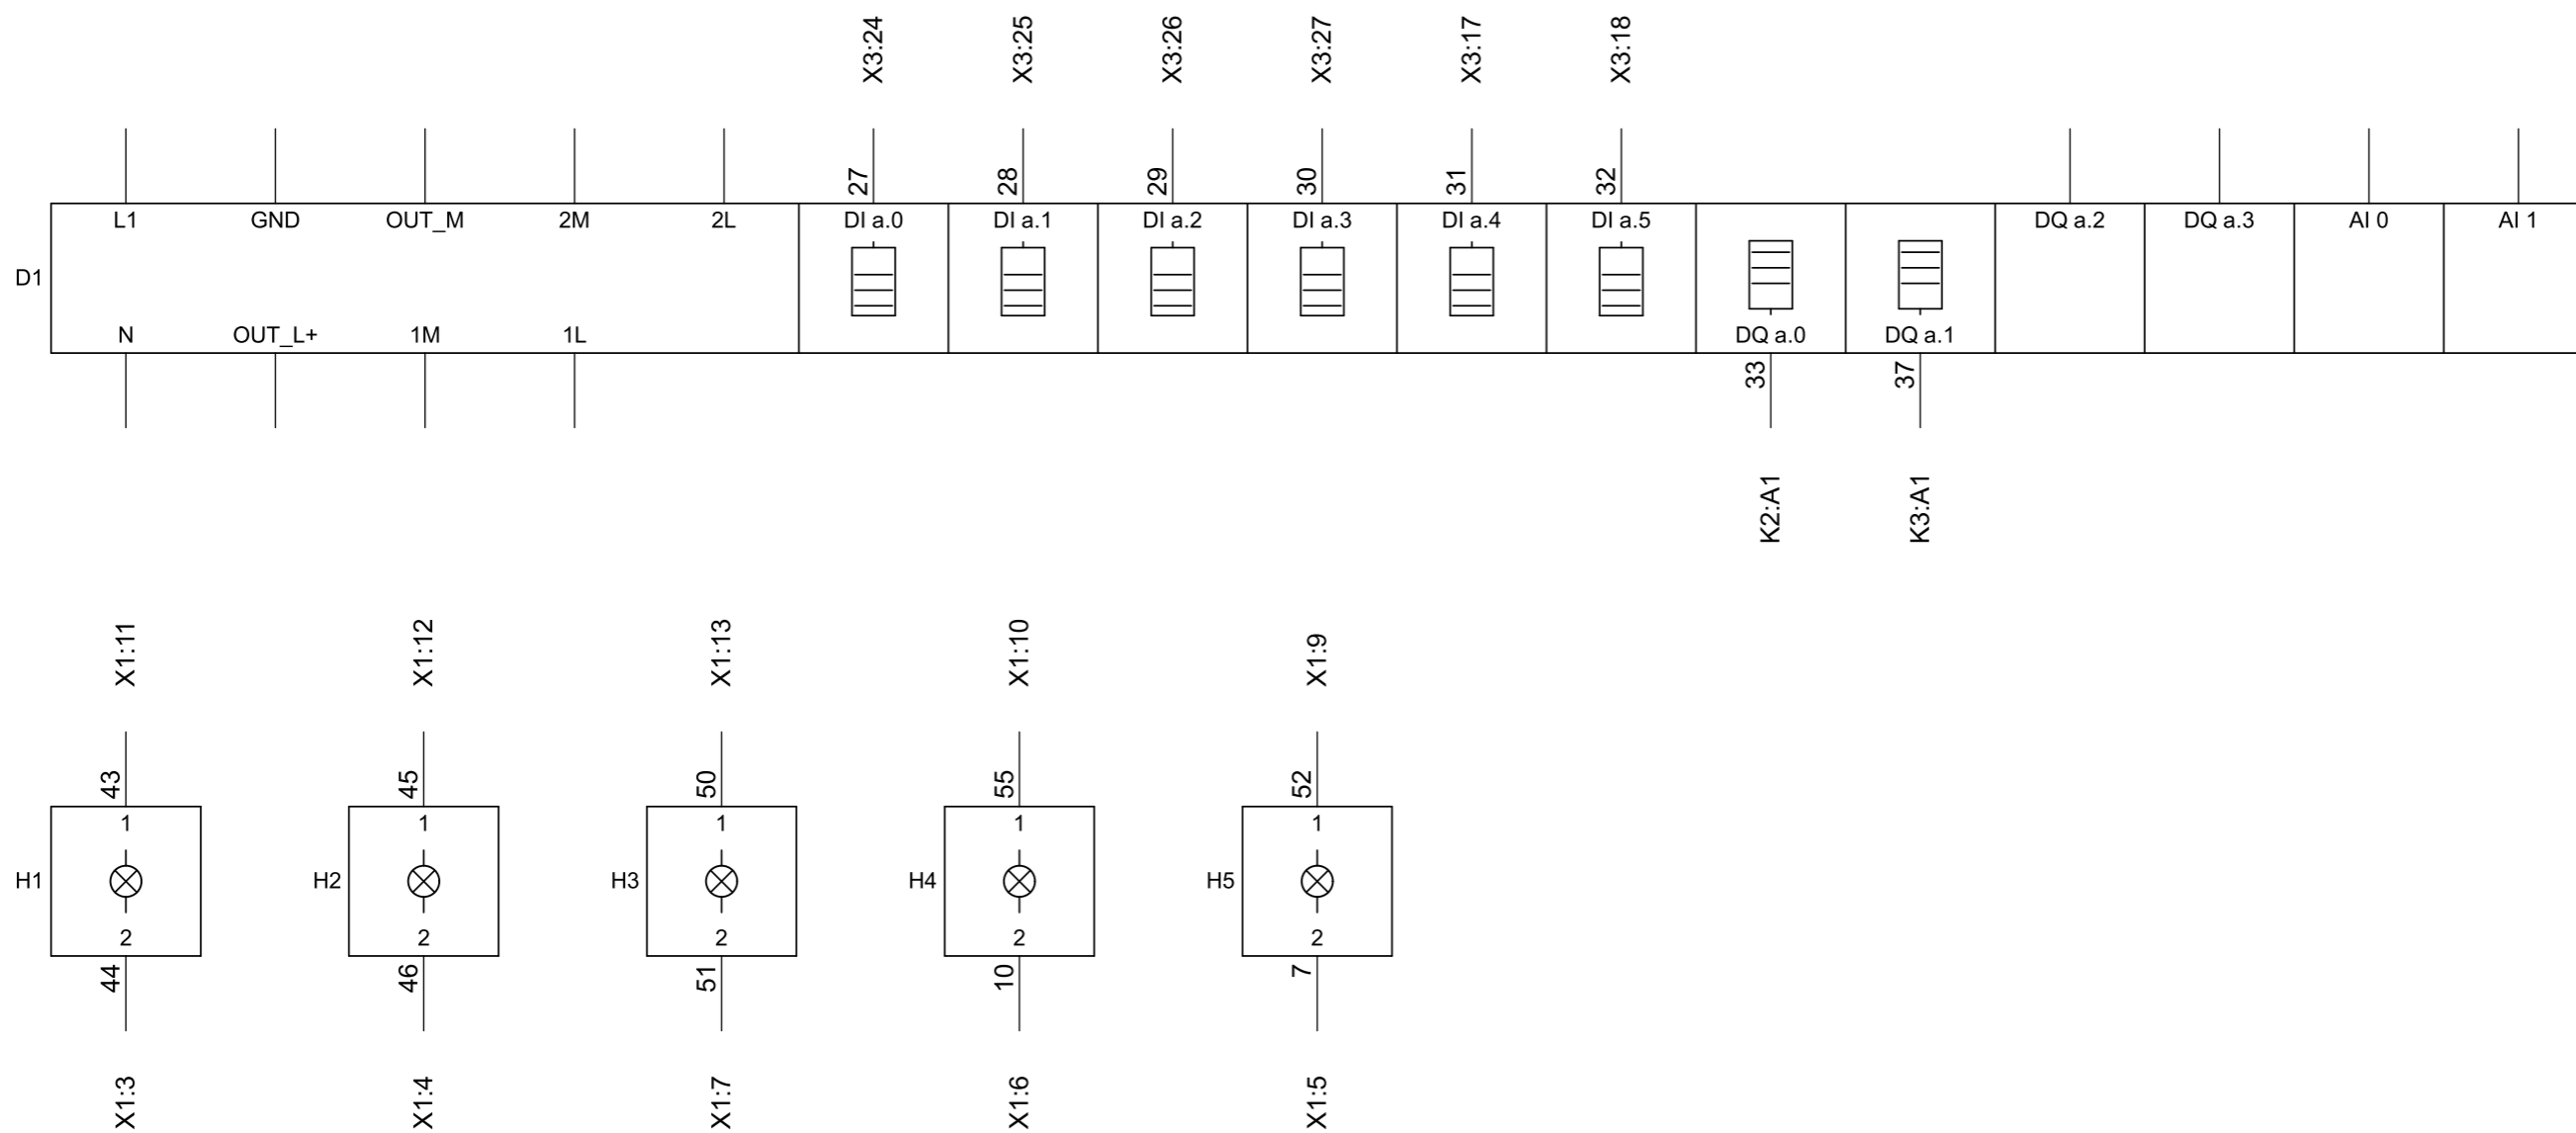 X3:24 X3:25 X3:26 X3:27 X3:17 X3:18
27 28 29 30 31 32
L1 GND OUT_M 2M 2L DI a.0 DI a.1 DI a.2 DI a.3 DI a.4 DI a.5 DQ a.2 DQ a.3 AI 0 AI 1
D1
N OUT_L+ 1M 1L DQ a.0 DQ a.1
33 37
K2:A1 K3:A1
X1:11 X1:12 X1:13 X1:10 X1:9
43 45 50 55 52
1 1 1 1 1
H1 H2 H3 H4 H5
2 2 2 2 2
44 46 51 10 7
X1:3 X1:4 X1:7 X1:6 X1:5